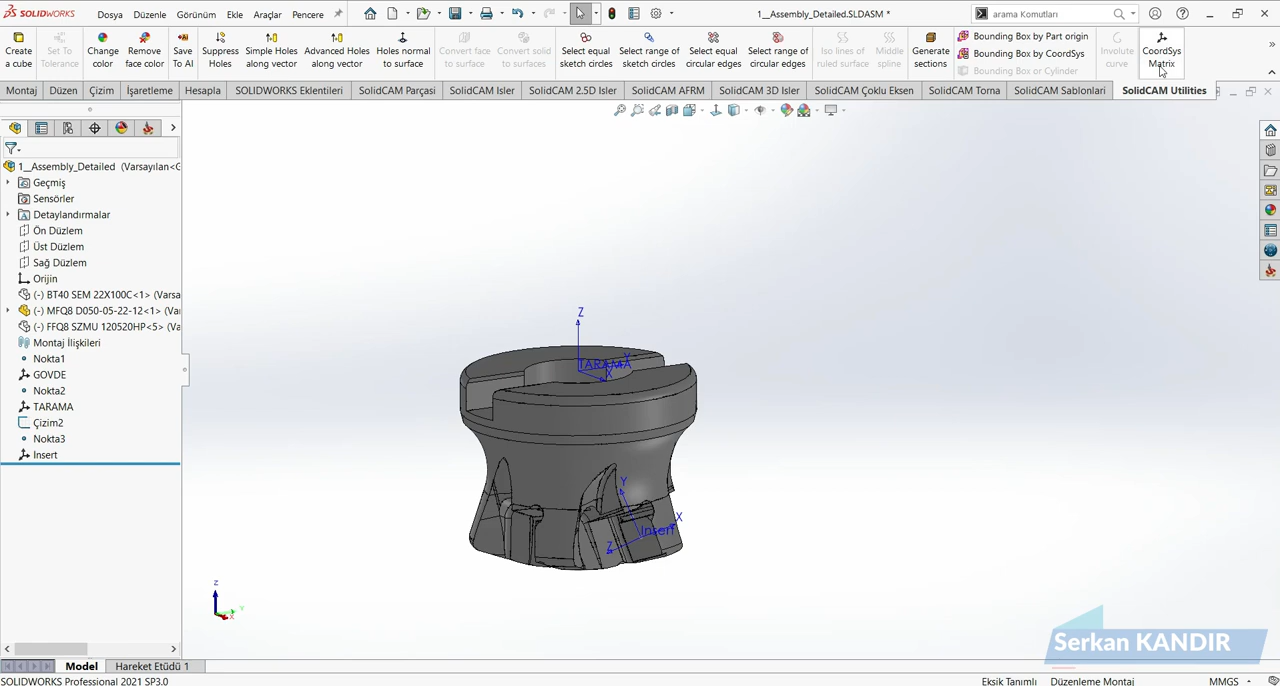 SOLIDWORKS Dosya Düzenle Görünüm Ekle Araçlar Pencere 1__Assembly_Detailed.SLDASM * arama Komutları
Create a cube
Set To Tolerance
Change color
Remove face color
Save To AI
Suppress Holes
Simple Holes along vector
Advanced Holes along vector
Holes normal to surface
Convert face to surfaces
Convert solid to surfaces
Select equal sketch circles
Select range of sketch circles
Select equal circular edges
Select range of circular edges
Iso lines of ruled surface
Middle spline
Generate sections
Bounding Box by Part origin
Bounding Box by CoordSys
Bounding Box or Cylinder
Involute curve
CoordSys Matrix
Montaj Düzen Çizim İşaretleme Hesapla SOLIDWORKS Eklentileri SolidCAM Parçasi SolidCAM Isler SolidCAM 2.5D Isler SolidCAM AFRM SolidCAM 3D Isler SolidCAM Çoklu Eksen SolidCAM Torna SolidCAM Sablonlari SolidCAM Utilities
1__Assembly_Detailed (Varsayılan<G
Geçmiş
Sensörler
Detaylandırmalar
Ön Düzlem
Üst Düzlem
Sağ Düzlem
Orijin
(-) BT40 SEM 22X100C<1> (Varsa
(-) MFQ8 D050-05-22-12<1> (Va
(-) FFQ8 SZMU 120520HP<5> (Va
Montaj İlişkileri
Nokta1
GOVDE
Nokta2
TARAMA
Çizim2
Nokta3
Insert
Z
TARAMA Y
X
Y
X
Insert
Z
Z
Y
X
Serkan KANDIR
Model Hareket Etüdü 1
SOLIDWORKS Professional 2021 SP3.0 Eksik Tanımlı Düzenleme Montaj MMGS